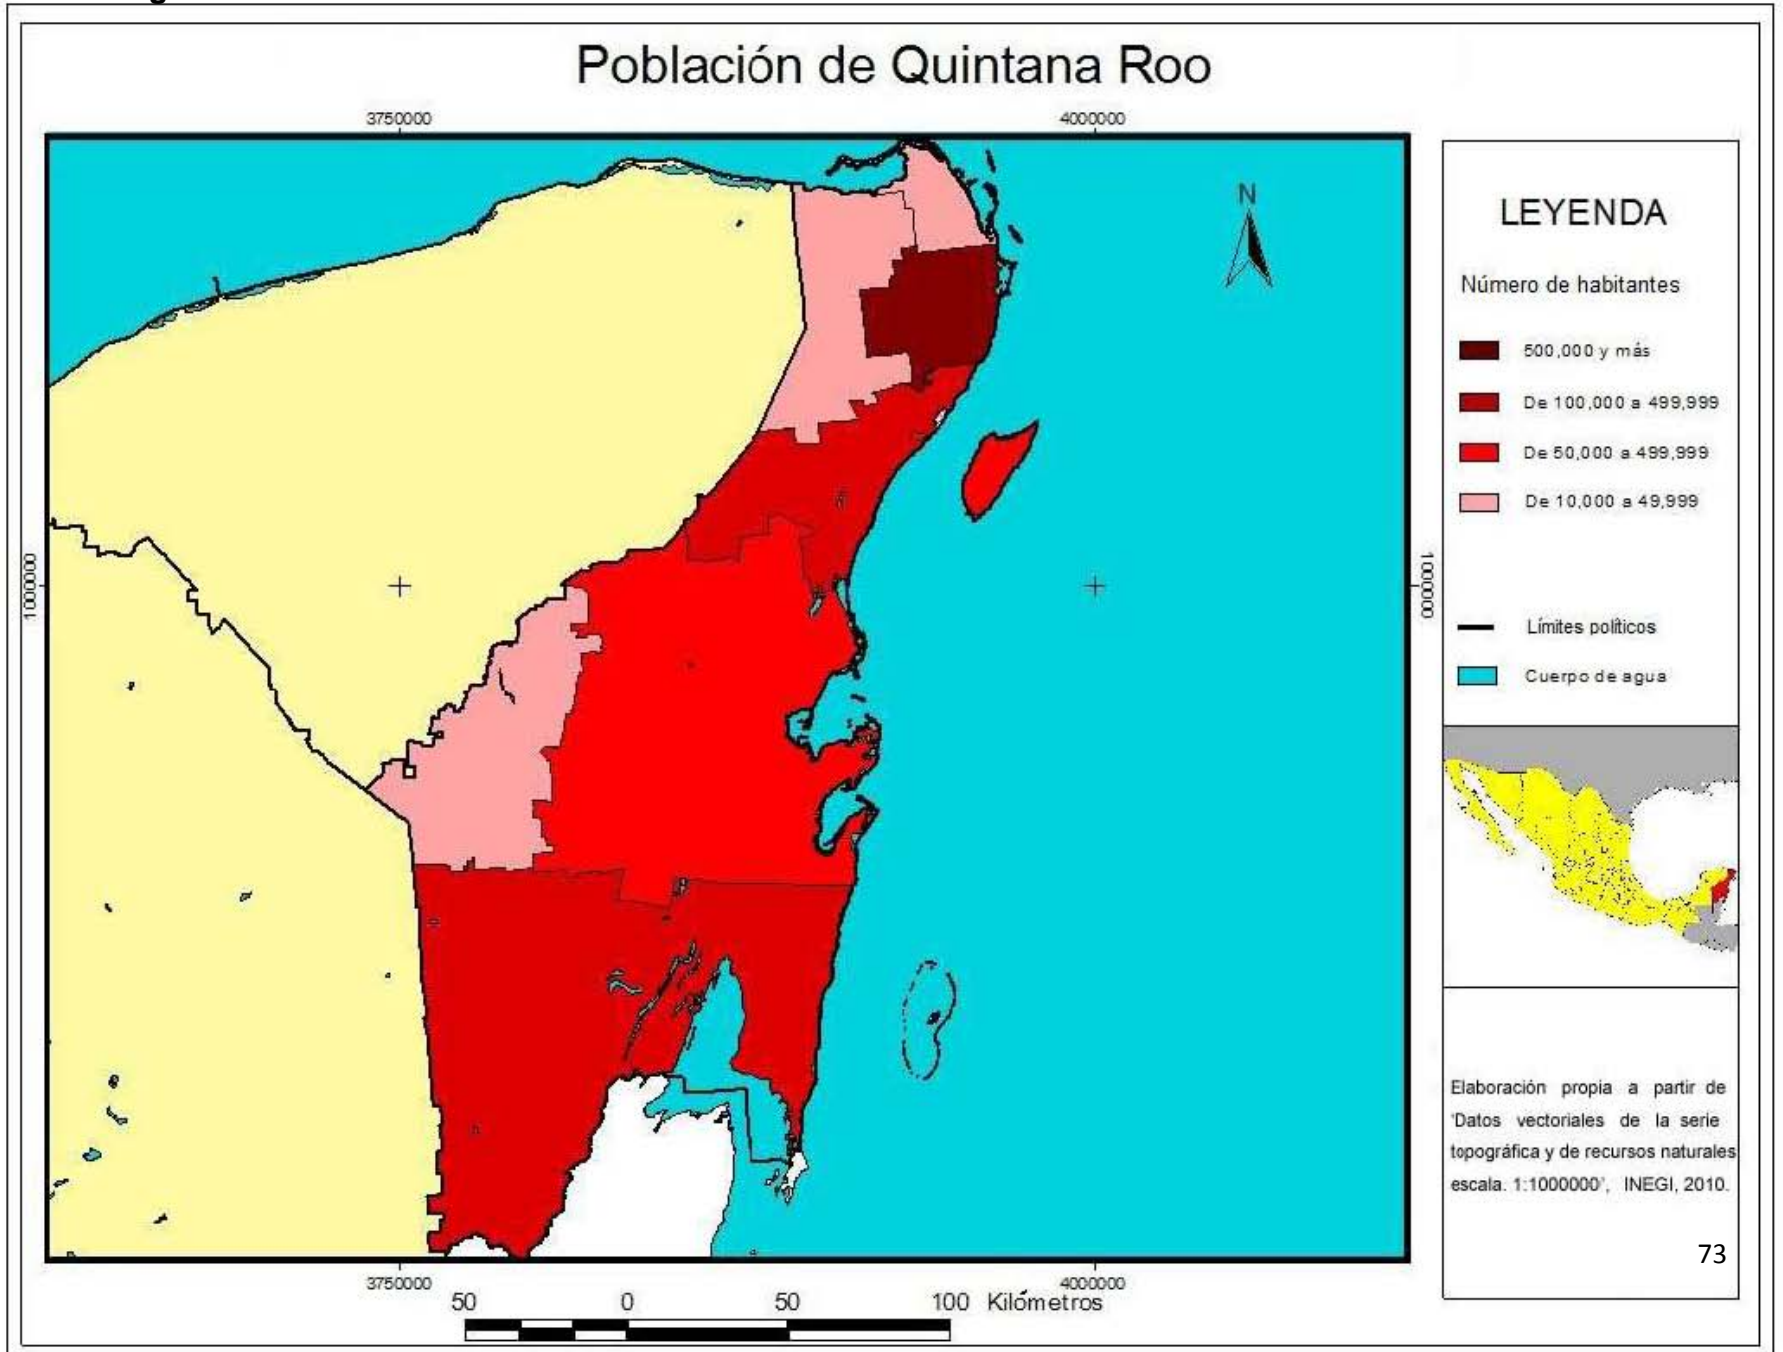 Población de Quintana Roo
3750000
4000000
N
1000000
1000000
LEYENDA
Número de habitantes
500,000 y más
De 100,000 a 499,999
De 50,000 a 499,999
De 10,000 a 49,999
Límites políticos
Cuerpo de agua
Elaboración propia a partir de
'Datos vectoriales de la serie
topográfica y de recursos naturales
escala. 1:1000000', INEGI, 2010.
73
3750000
4000000
50 0 50 100 Kilómetros